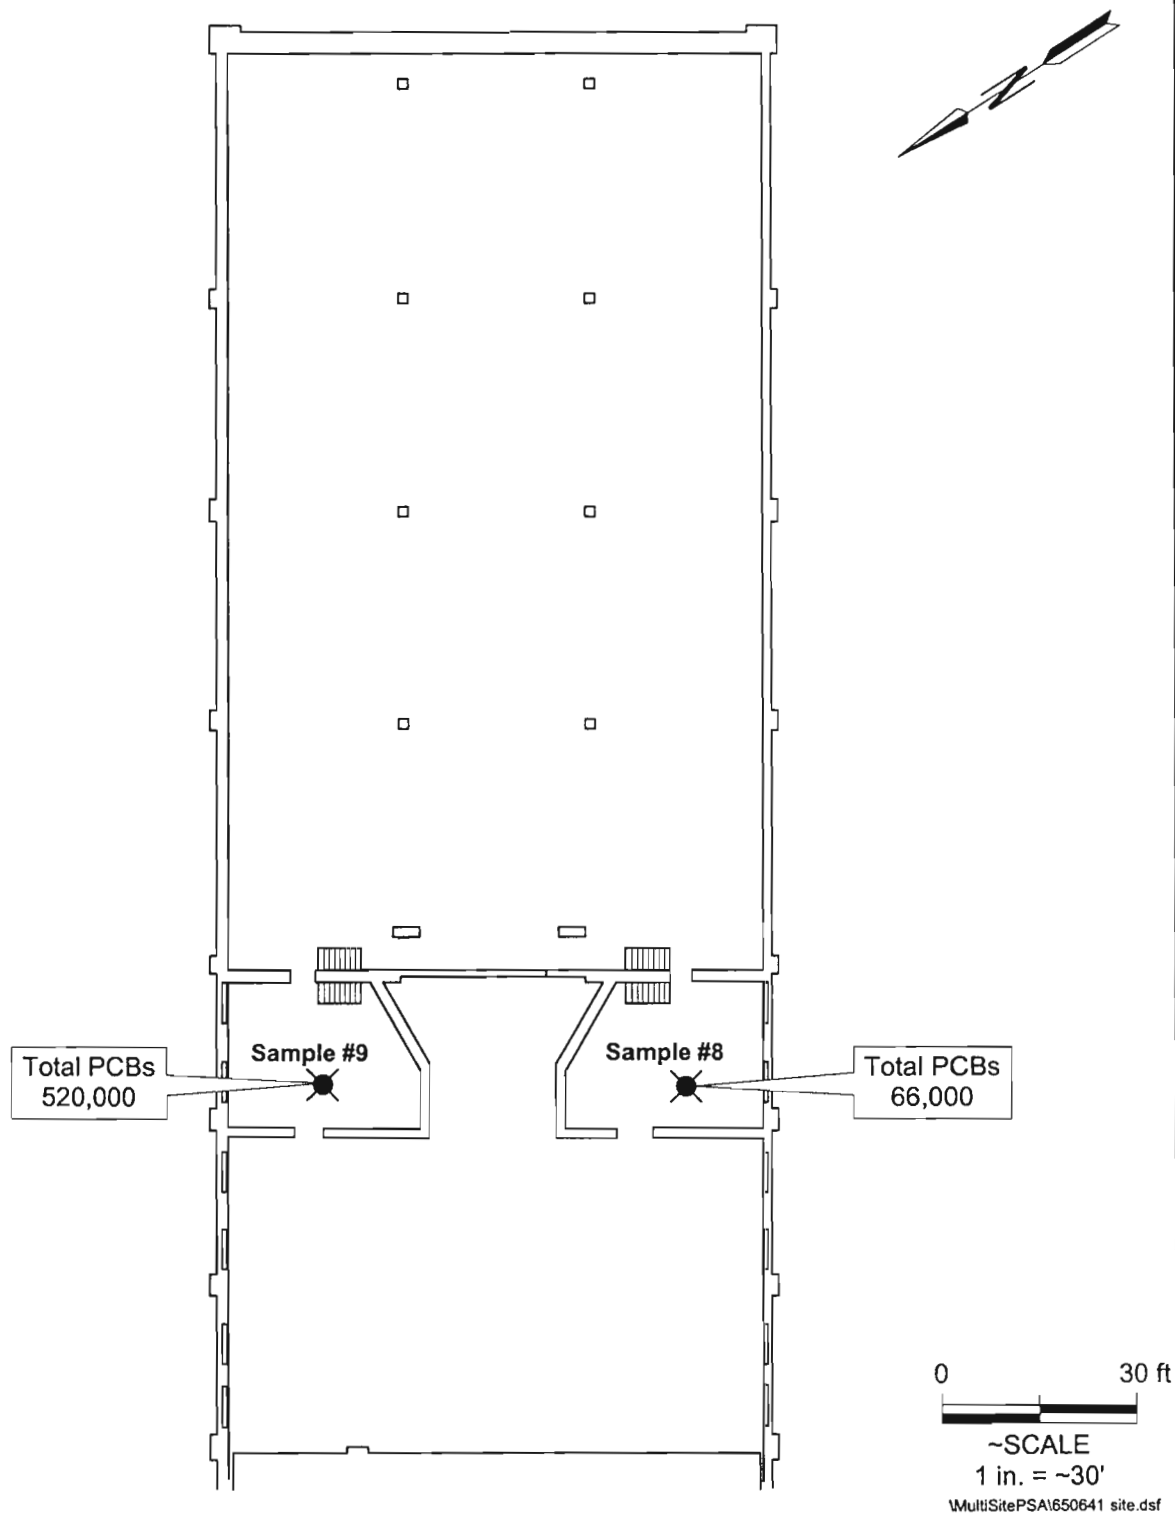 N
Sample #9
Sample #8
Total PCBs
520,000
Total PCBs
66,000
0 30 ft
~SCALE
1 in. = ~30'
\MultiSitePSA\650641 site.dsf